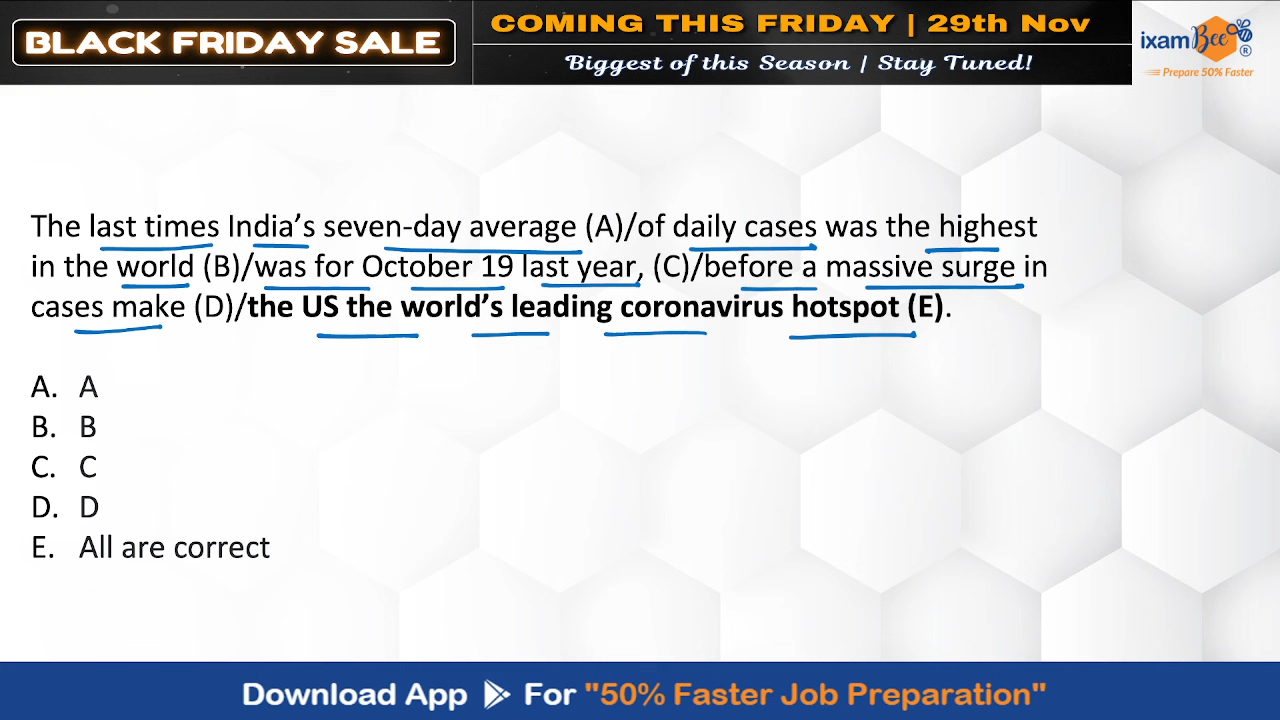 BLACK FRIDAY SALE
COMING THIS FRIDAY | 29th Nov
Biggest of this Season | Stay Tuned!
ixamBee®
Prepare 50% Faster
The last times India’s seven-day average (A)/of daily cases was the highest
in the world (B)/was for October 19 last year, (C)/before a massive surge in
cases make (D)/the US the world’s leading coronavirus hotspot (E).
A. A
B. B
C. C
D. D
E. All are correct
Download App For "50% Faster Job Preparation"